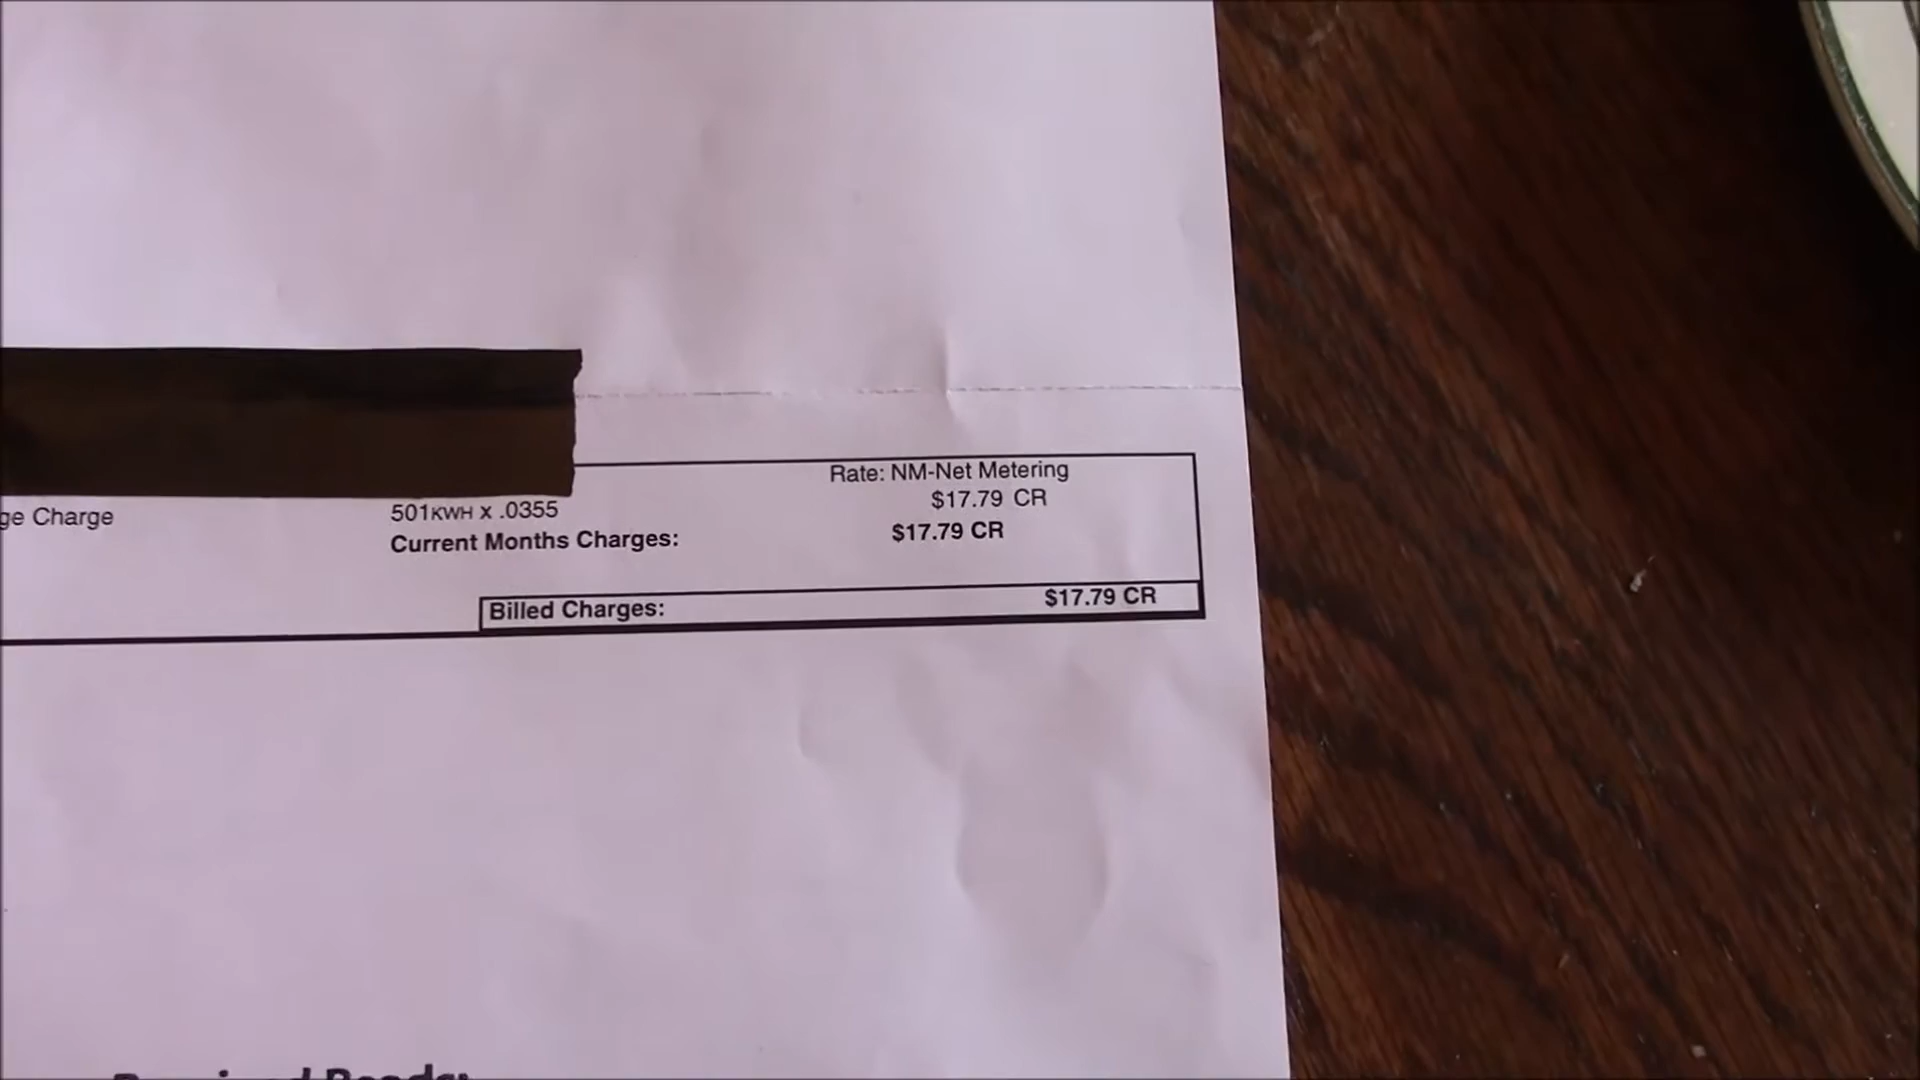 Rate: NM-Net Metering
ge Charge 501KWH x .0355 $17.79 CR
Current Months Charges: $17.79 CR
Billed Charges: $17.79 CR